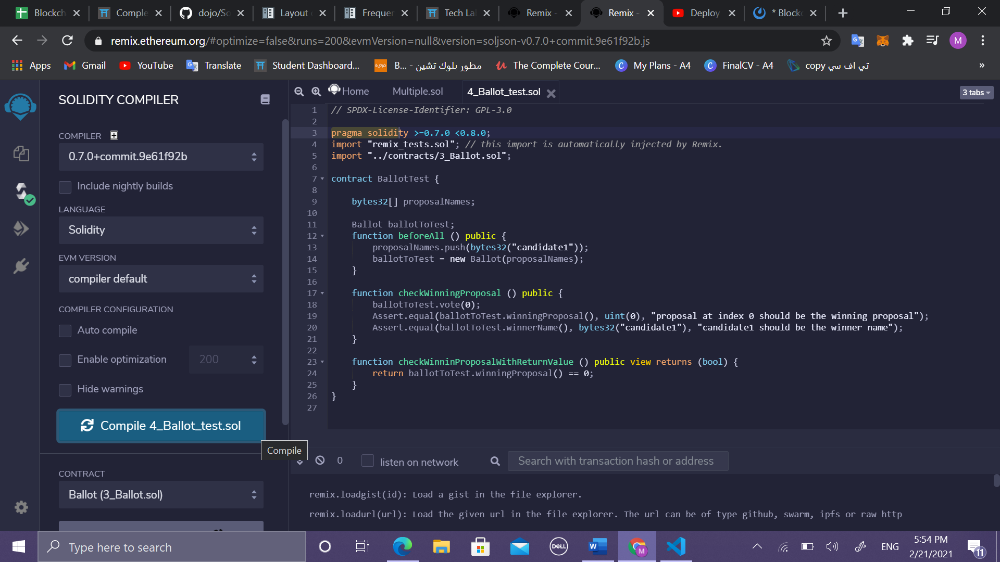 Blockch
Comple
dojo/So
Layout
Frequer
Tech La
Remix -
Remix -
Deploy
* Block
remix.ethereum.org/#optimize=false&runs=200&evmVersion=null&version=soljson-v0.7.0+commit.9e61f92b.js
M
Apps
Gmail
YouTube
Translate
Student Dashboard...
مطور بلوك تشين - ...B
The Complete Cour...
My Plans - A4
FinalCV - A4
copy تي اف سي
»
SOLIDITY COMPILER
COMPILER
0.7.0+commit.9e61f92b
Include nightly builds
LANGUAGE
Solidity
EVM VERSION
compiler default
COMPILER CONFIGURATION
Auto compile
Enable optimization
200
Hide warnings
Compile 4_Ballot_test.sol
Compile
CONTRACT
Ballot (3_Ballot.sol)
Home
Multiple.sol
4_Ballot_test.sol
3 tabs
1 // SPDX-License-Identifier: GPL-3.0
2
3 pragma solidity >=0.7.0 <0.8.0;
4 import "remix_tests.sol"; // this import is automatically injected by Remix.
5 import "../contracts/3_Ballot.sol";
6
7 contract BallotTest {
8
9 bytes32[] proposalNames;
10
11 Ballot ballotToTest;
12 function beforeAll () public {
13 proposalNames.push(bytes32("candidate1"));
14 ballotToTest = new Ballot(proposalNames);
15 }
16
17 function checkWinningProposal () public {
18 ballotToTest.vote(0);
19 Assert.equal(ballotToTest.winningProposal(), uint(0), "proposal at index 0 should be the winning proposal");
20 Assert.equal(ballotToTest.winnerName(), bytes32("candidate1"), "candidate1 should be the winner name");
21 }
22
23 function checkWinninProposalWithReturnValue () public view returns (bool) {
24 return ballotToTest.winningProposal() == 0;
25 }
26 }
27
0
listen on network
Search with transaction hash or address
remix.loadgist(id): Load a gist in the file explorer.
remix.loadurl(url): Load the given url in the file explorer. The url can be of type github, swarm, ipfs or raw http
Type here to search
DELL
W
M
ENG
5:54 PM
2/21/2021
11